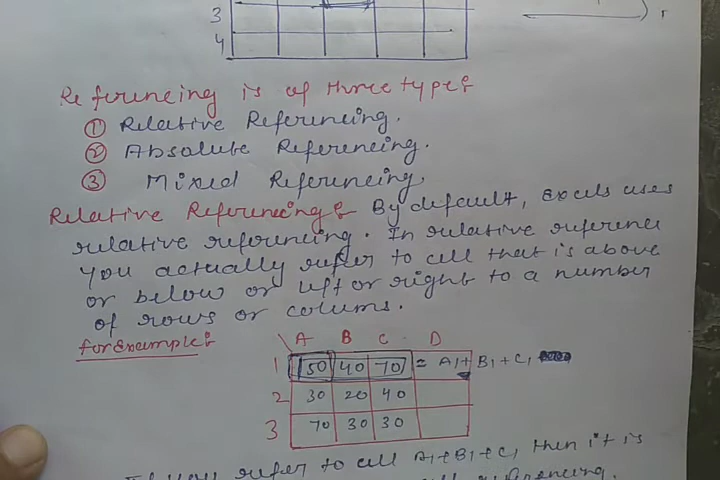 3
4
Referencing is of three types
① Relative Referencing.
② Absolute Referencing.
③ Mixed Referencing,
Relative Referencing: By default, Excels uses
relative referencing. In relative reference
you actually refer to cell that is above
or below or left or right to a number
of rows or colums.
for Example:
A B C D
1 50 40 70 = A1+B1+C1
2 30 20 40
3 70 30 30
If you refer to cell A1+B1+C1 then it is
referencing.